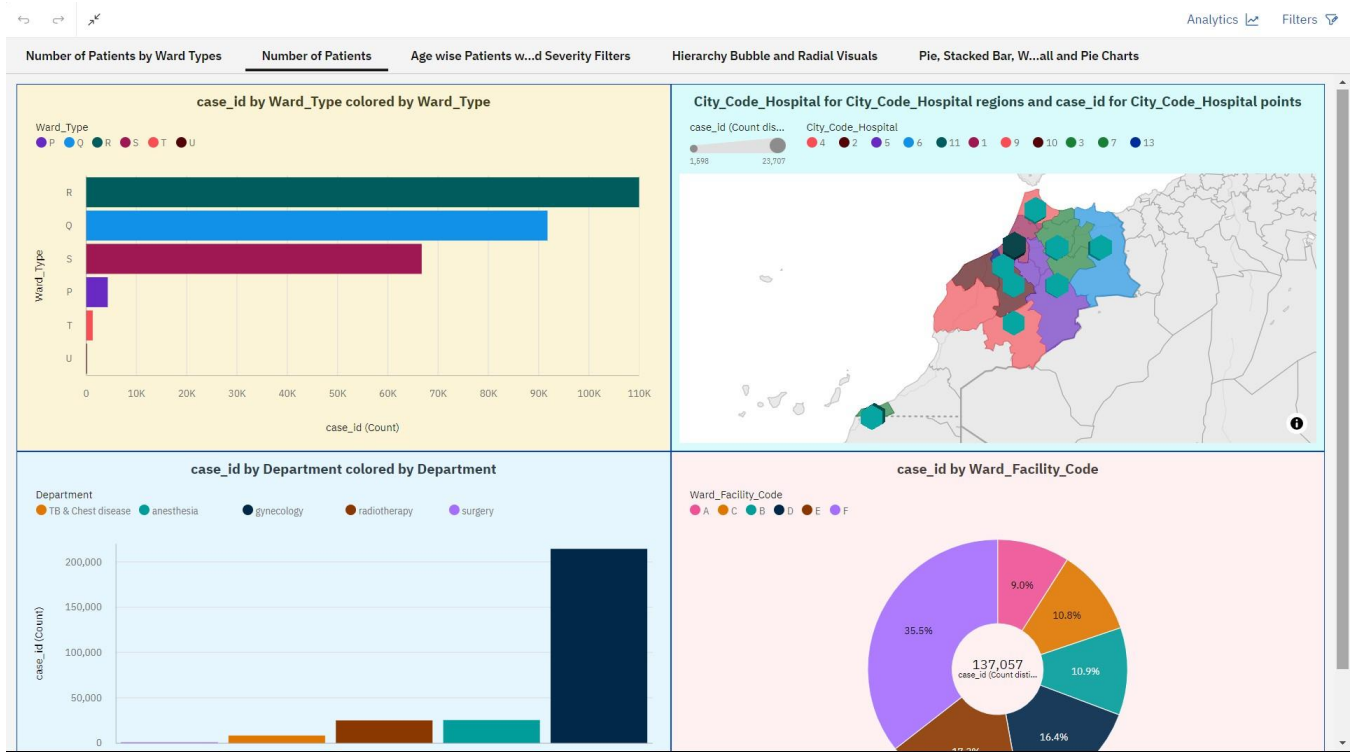 Analytics Filters
Number of Patients by Ward Types Number of Patients Age wise Patients w...d Severity Filters Hierarchy Bubble and Radial Visuals Pie, Stacked Bar, W...all and Pie Charts
case_id by Ward_Type colored by Ward_Type
Ward_Type
P Q R S T U
Ward_Type
R
Q
S
P
T
U
0 10K 20K 30K 40K 50K 60K 70K 80K 90K 100K 110K
case_id (Count)
City_Code_Hospital for City_Code_Hospital regions and case_id for City_Code_Hospital points
case_id (Count dis... City_Code_Hospital
4 2 5 6 11 1 9 10 3 7 13
1,698 23,707
case_id by Department colored by Department
Department
TB & Chest disease anesthesia gynecology radiotherapy surgery
case_id (Count)
200,000
150,000
100,000
50,000
0
case_id by Ward_Facility_Code
Ward_Facility_Code
A C B D E F
9.0%
10.8%
35.5%
137,057
case_id (Count disti...
10.9%
16.4%
17.3%